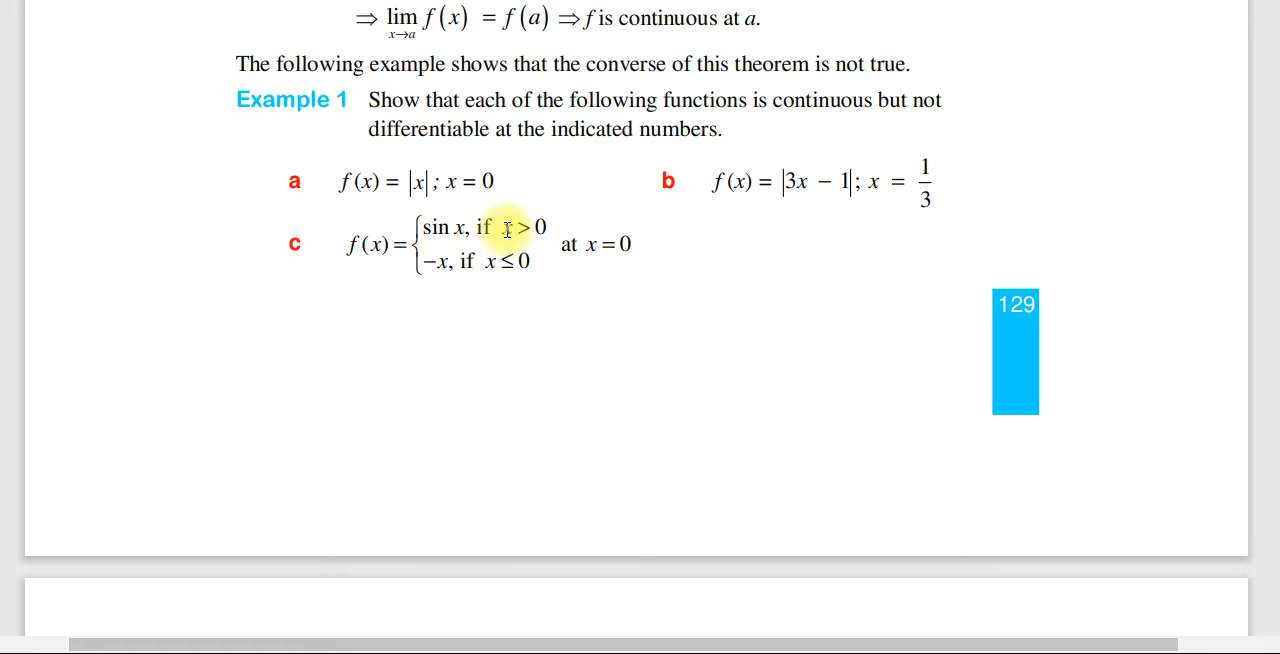 ⇒ lim f(x) = f(a) ⇒ f is continuous at a.
x→a
The following example shows that the converse of this theorem is not true.
Example 1 Show that each of the following functions is continuous but not
differentiable at the indicated numbers.
a f(x) = |x| ; x = 0 b f(x) = |3x − 1|; x = 1/3
c f(x) = { sin x, if x > 0
−x, if x ≤ 0 at x = 0
129